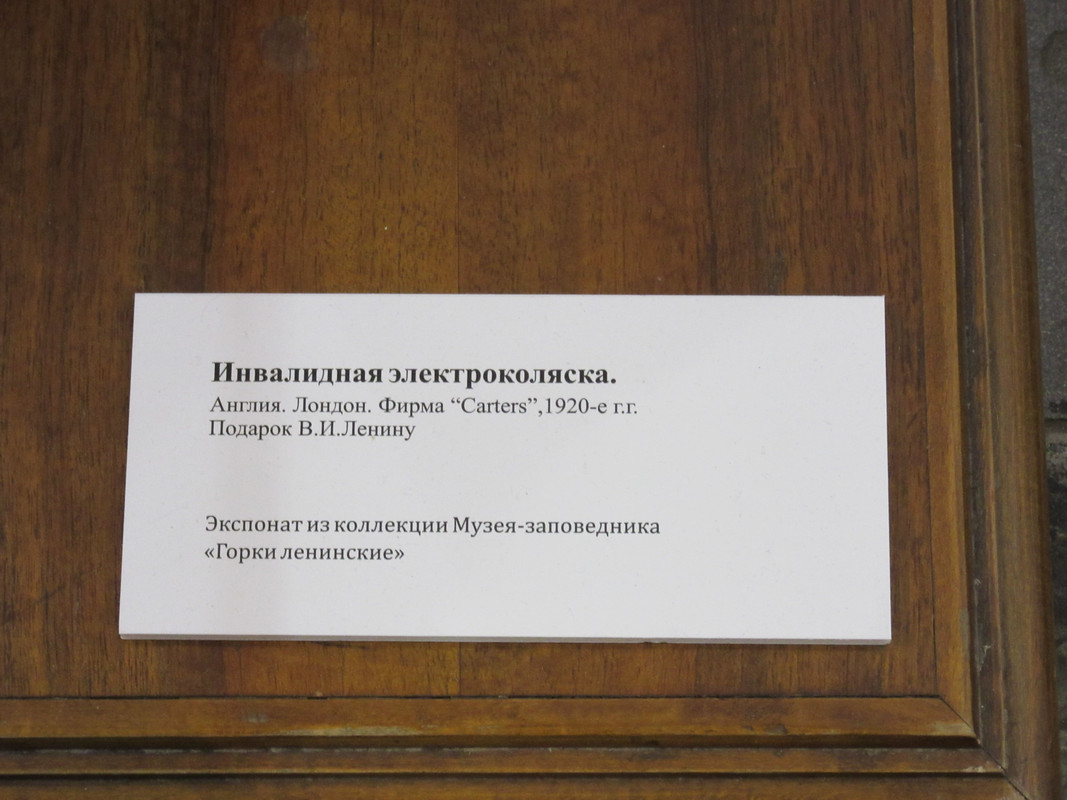 Инвалидная электроколяска.
Англия. Лондон. Фирма “Carters”,1920-е г.г.
Подарок В.И.Ленину
Экспонат из коллекции Музея-заповедника
«Горки ленинские»